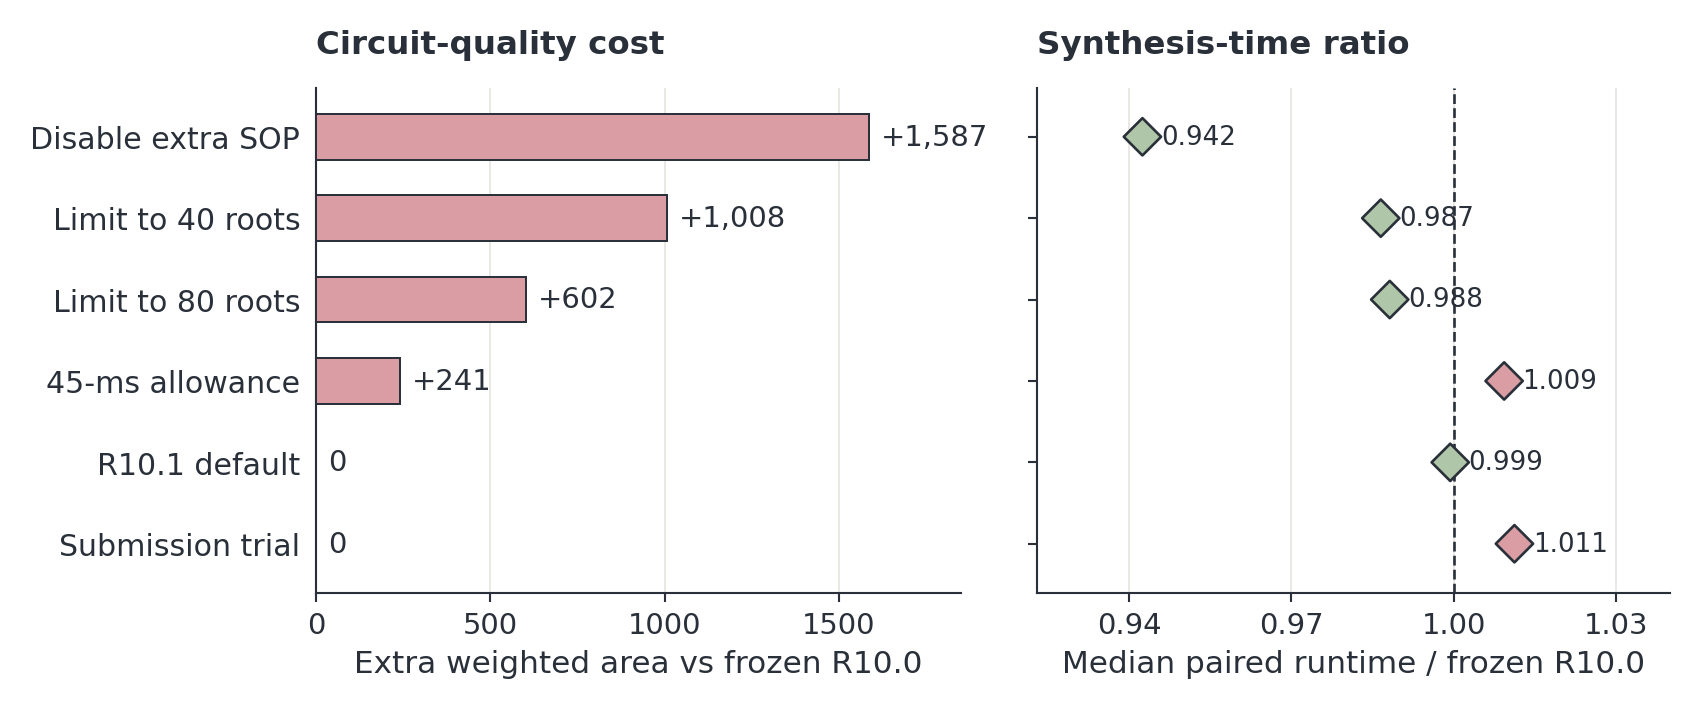 Circuit-quality cost
Synthesis-time ratio
Disable extra SOP
+1,587
0.942
Limit to 40 roots
+1,008
0.987
Limit to 80 roots
+602
0.988
45-ms allowance
+241
1.009
R10.1 default
0
0.999
Submission trial
0
1.011
0 500 1000 1500
0.94 0.97 1.00 1.03
Extra weighted area vs frozen R10.0
Median paired runtime / frozen R10.0